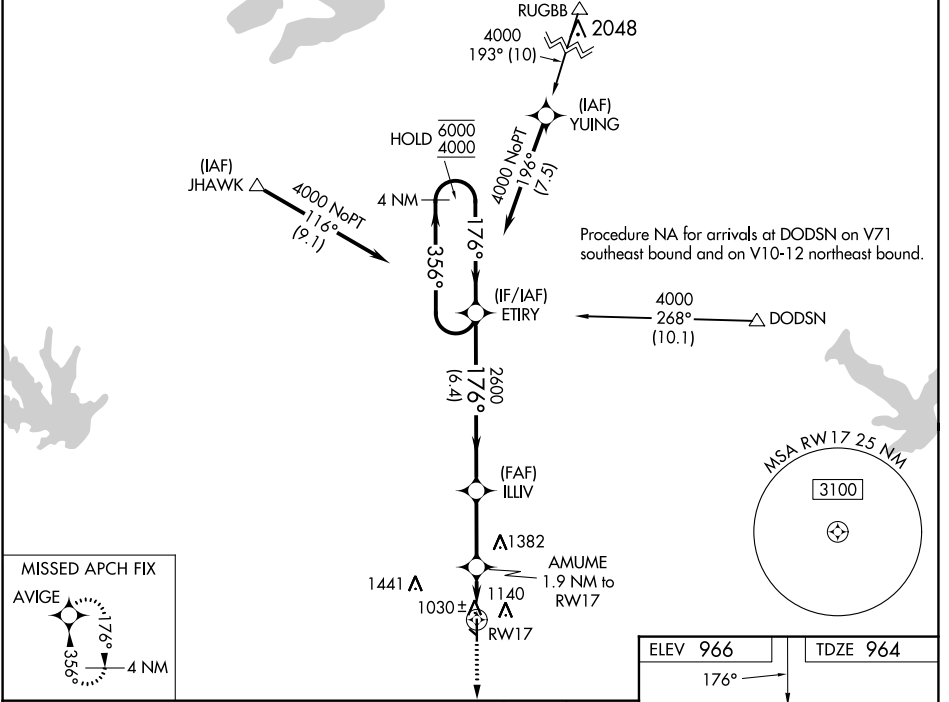 RUGBB
2048
4000
193° (10)
(IAF)
YUING
HOLD 6000
4000
4000 NoPT
196°
(7.5)
(IAF)
JHAWK
4000 NoPT
116°
(9.1)
4 NM
176°
356°
Procedure NA for arrivals at DODSN on V71
southeast bound and on V10-12 northeast bound.
(IF/IAF)
ETIRY
4000
268°
(10.1)
DODSN
2600
176°
(6.4)
(FAF)
ILLIV
MSA RW17 25 NM
3100
1382
AMUME
1.9 NM to
RW17
1441
1140
1030 ±
RW17
MISSED APCH FIX
AVIGE
176°
356°
4 NM
ELEV 966
TDZE 964
176°